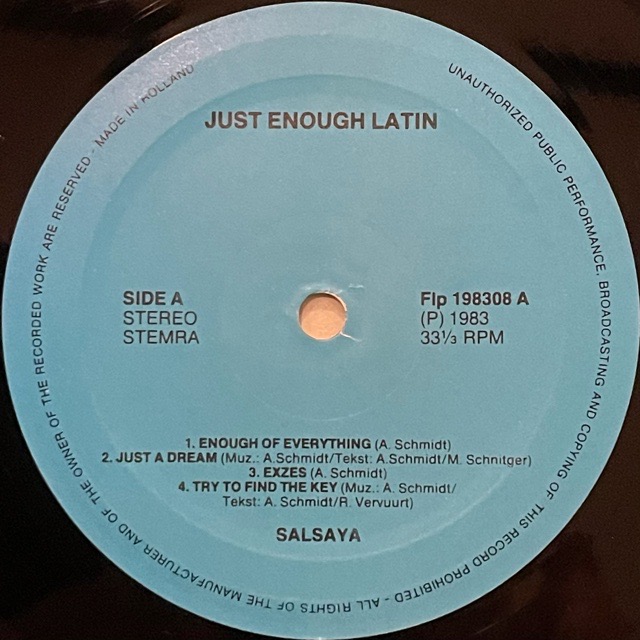 JUST ENOUGH LATIN
SIDE A
STEREO
STEMRA
Flp 198308 A
(P) 1983
33⅓ RPM
1. ENOUGH OF EVERYTHING (A. Schmidt)
2. JUST A DREAM (Muz.: A.Schmidt/Tekst: A.Schmidt/M. Schnitger)
3. EXZES (A. Schmidt)
4. TRY TO FIND THE KEY (Muz.: A. Schmidt/
Tekst: A. Schmidt/R. Vervuurt)
SALSAYA
UNAUTHORIZED PUBLIC PERFORMANCE, BROADCASTING AND COPYING OF THIS RECORD PROHIBITED - ALL RIGHTS OF THE MANUFACTURER AND OF THE OWNER OF THE RECORDED WORK ARE RESERVED - MADE IN HOLLAND